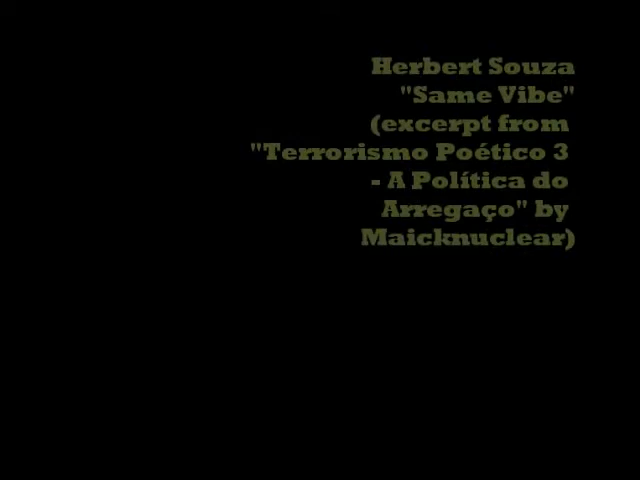 Herbert Souza
"Same Vibe"
(excerpt from
"Terrorismo Poético 3
- A Política do
Arregaço" by
Maicknuclear)